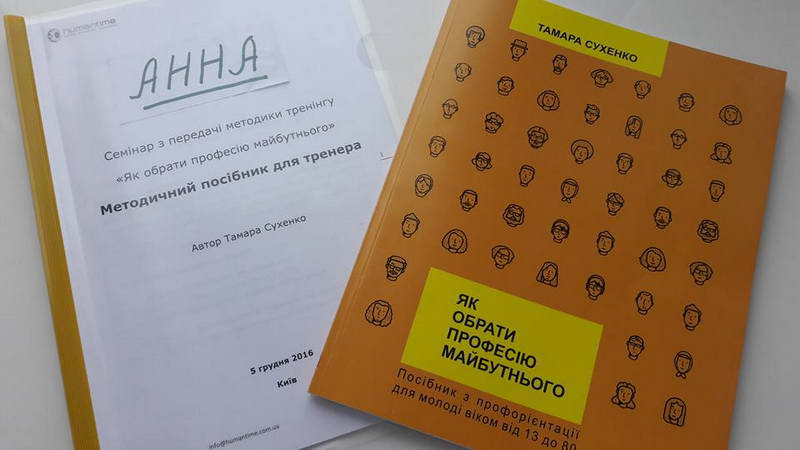 humantime
АННА
Семінар з передачі методики тренінгу
«Як обрати професію майбутнього»
Методичний посібник для тренера
Автор Тамара Сухенко
5 грудня 2016
Київ
info@humantime.com.ua
ТАМАРА СУХЕНКО
ЯК
ОБРАТИ
ПРОФЕСІЮ
МАЙБУТНЬОГО
Посібник з профорієнтації
для молоді віком від 13 до 80